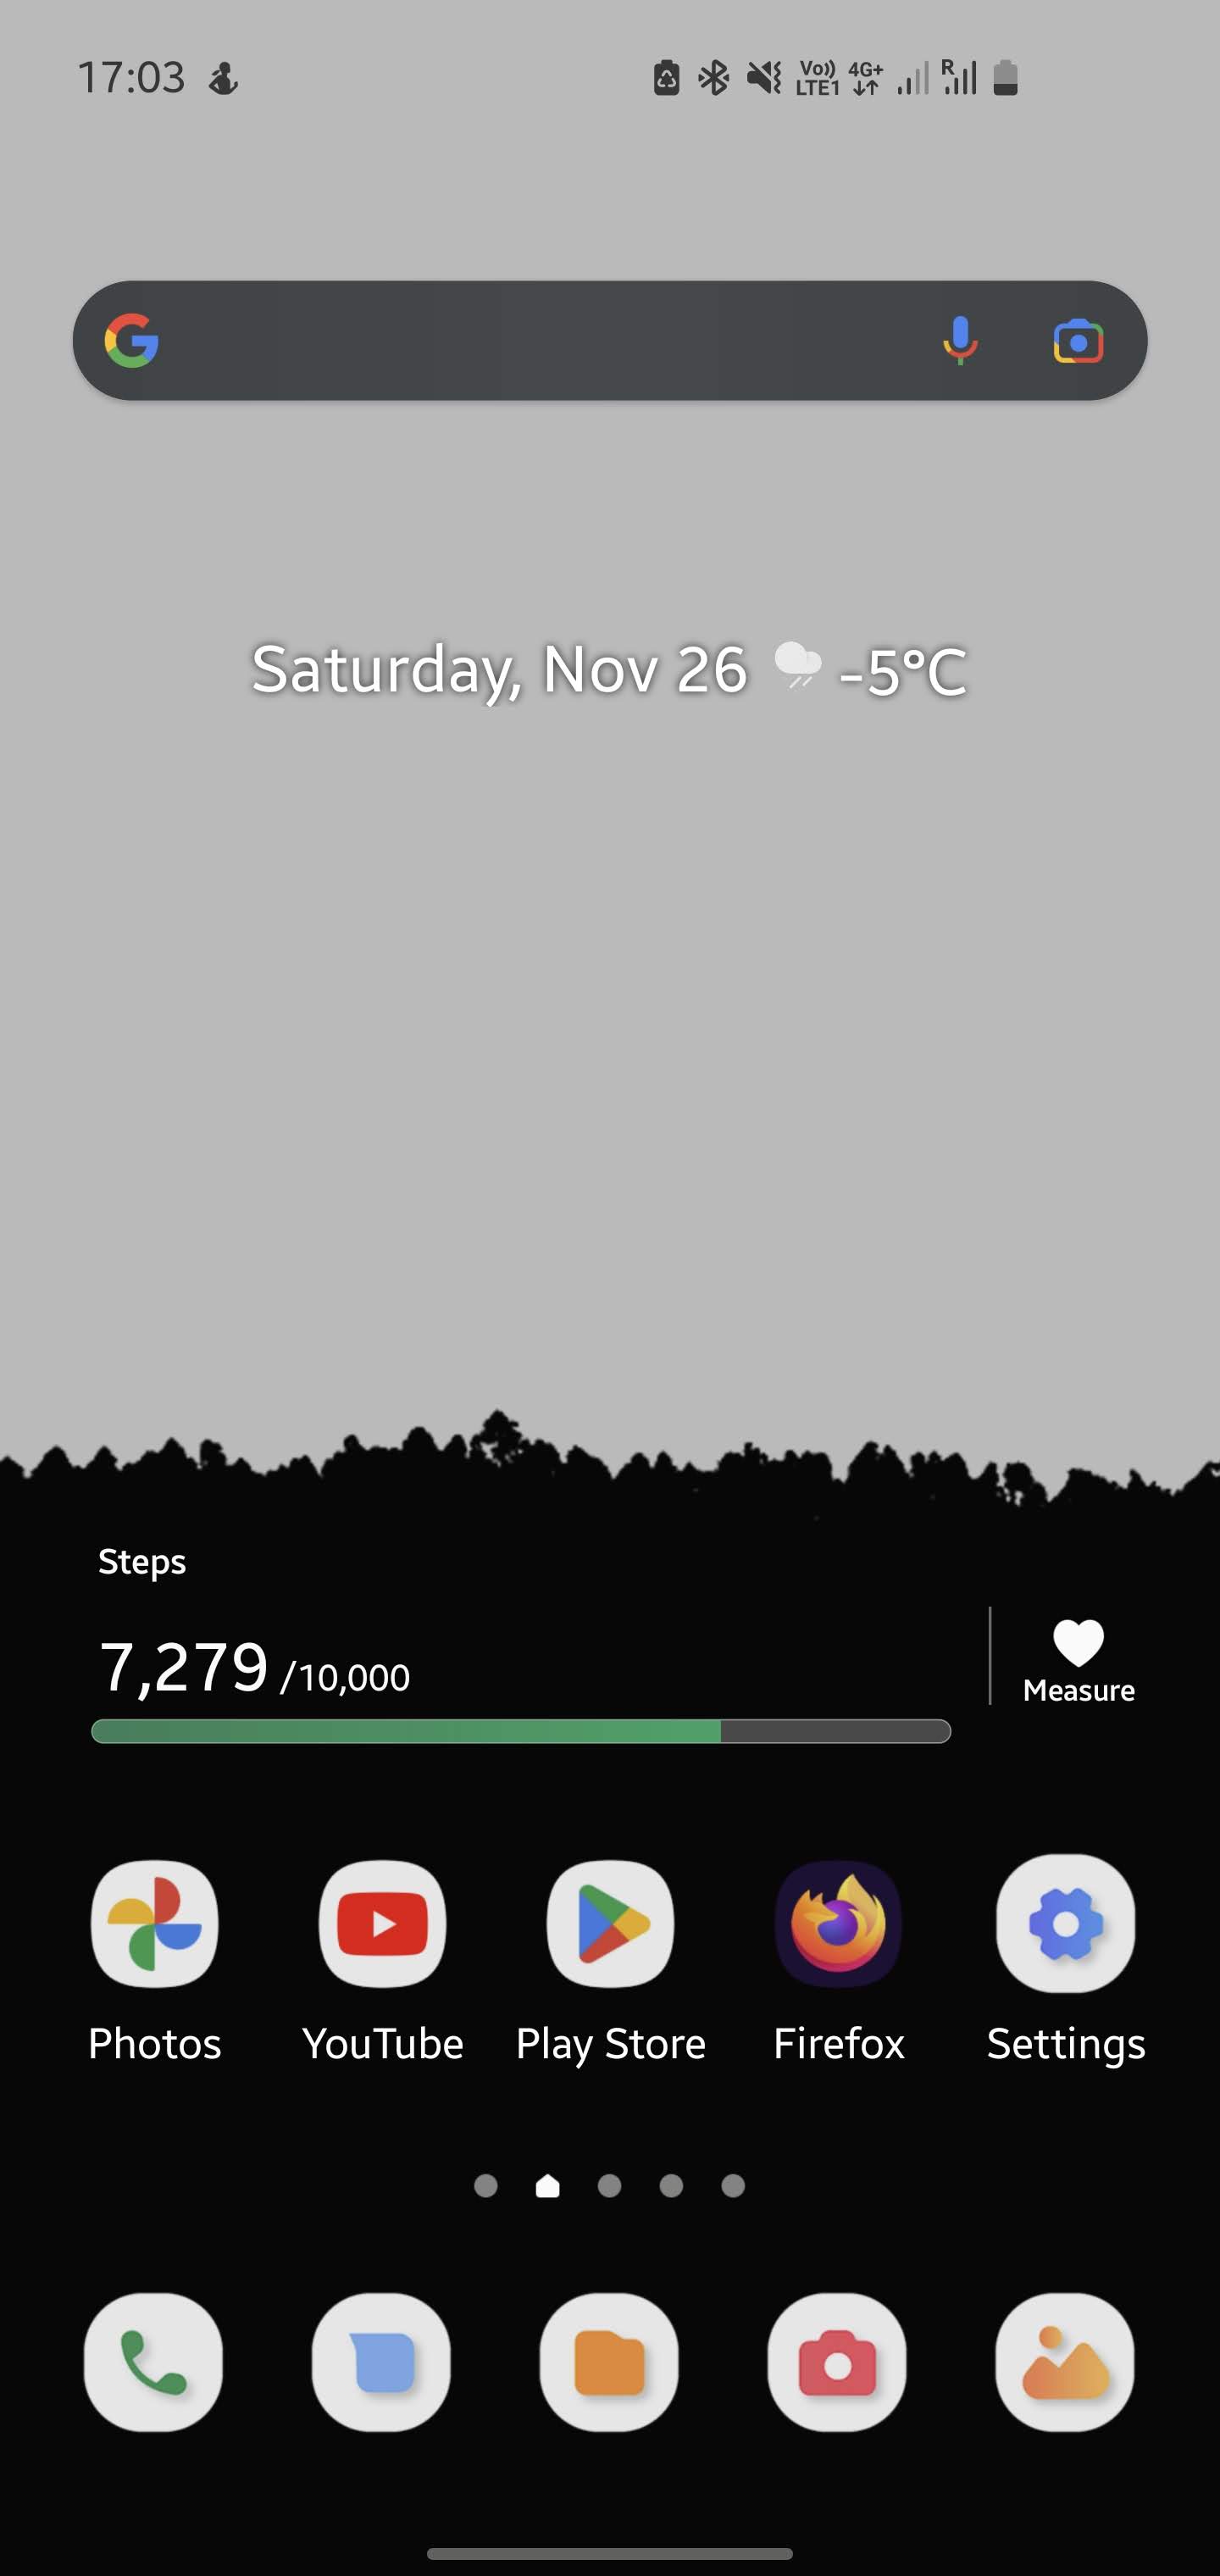 17:03 Vo)) LTE1 4G+ R
G
Saturday, Nov 26 -5°C
Steps
7,279 /10,000
Measure
Photos YouTube Play Store Firefox Settings